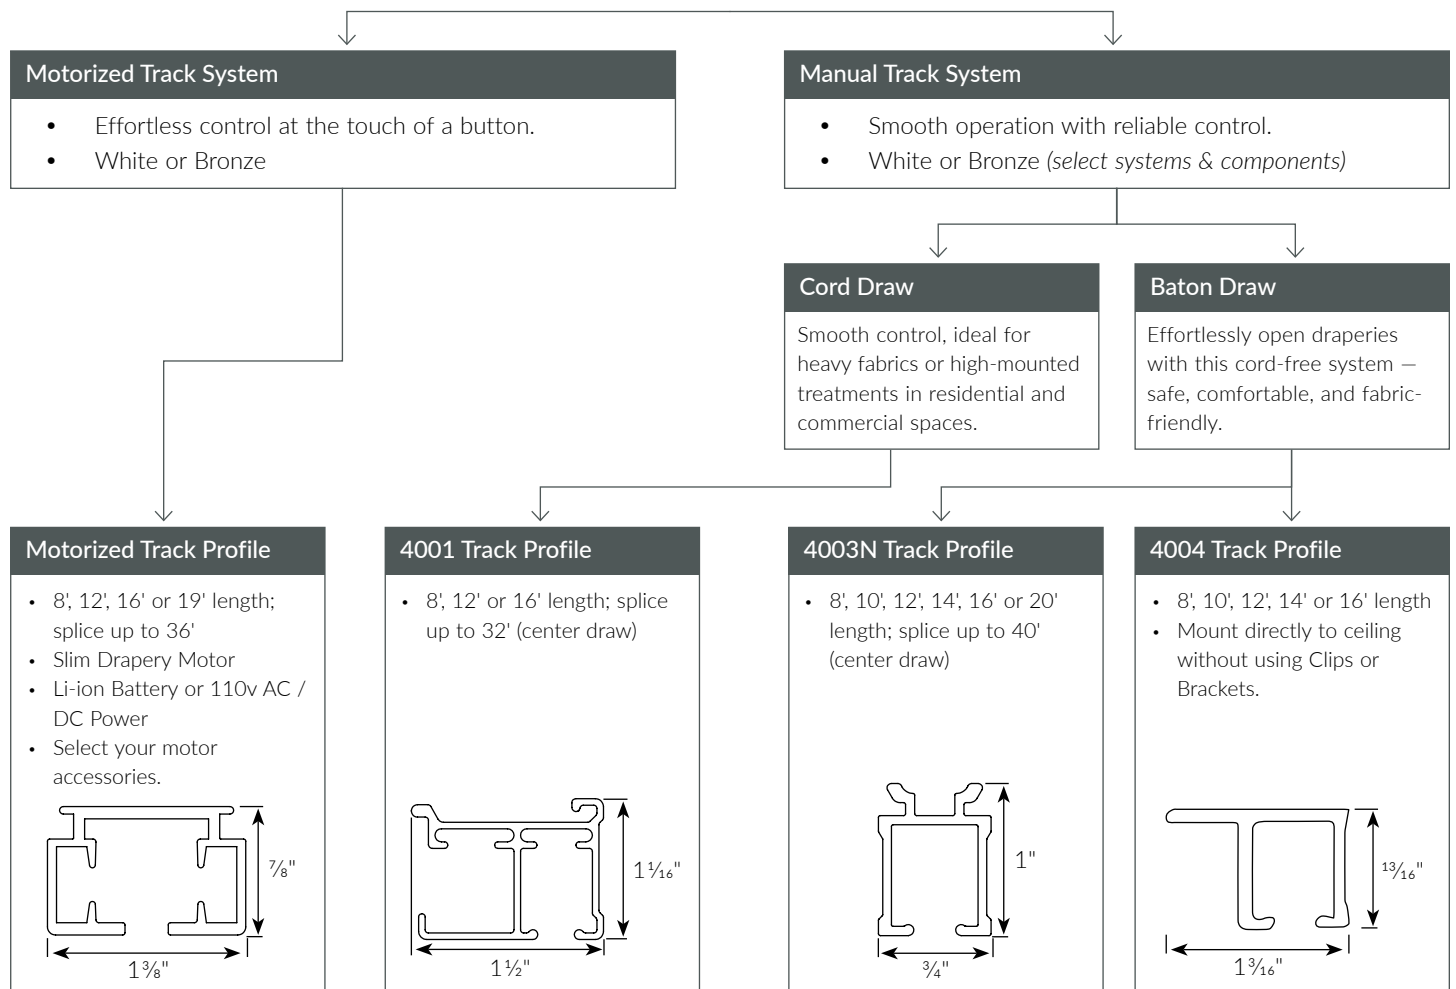 Motorized Track System
• Effortless control at the touch of a button.
• White or Bronze
Manual Track System
• Smooth operation with reliable control.
• White or Bronze (select systems & components)
Cord Draw
Smooth control, ideal for
heavy fabrics or high-mounted
treatments in residential and
commercial spaces.
Baton Draw
Effortlessly open draperies
with this cord-free system —
safe, comfortable, and fabric-
friendly.
Motorized Track Profile
• 8', 12', 16' or 19' length;
splice up to 36'
• Slim Drapery Motor
• Li-ion Battery or 110v AC /
DC Power
• Select your motor
accessories.
⅞"
1⅜"
4001 Track Profile
• 8', 12' or 16' length; splice
up to 32' (center draw)
1 1⁄16"
1½"
4003N Track Profile
• 8', 10', 12', 14', 16' or 20'
length; splice up to 40'
(center draw)
1"
¾"
4004 Track Profile
• 8', 10', 12', 14' or 16' length
• Mount directly to ceiling
without using Clips or
Brackets.
13⁄16"
1 3⁄16"